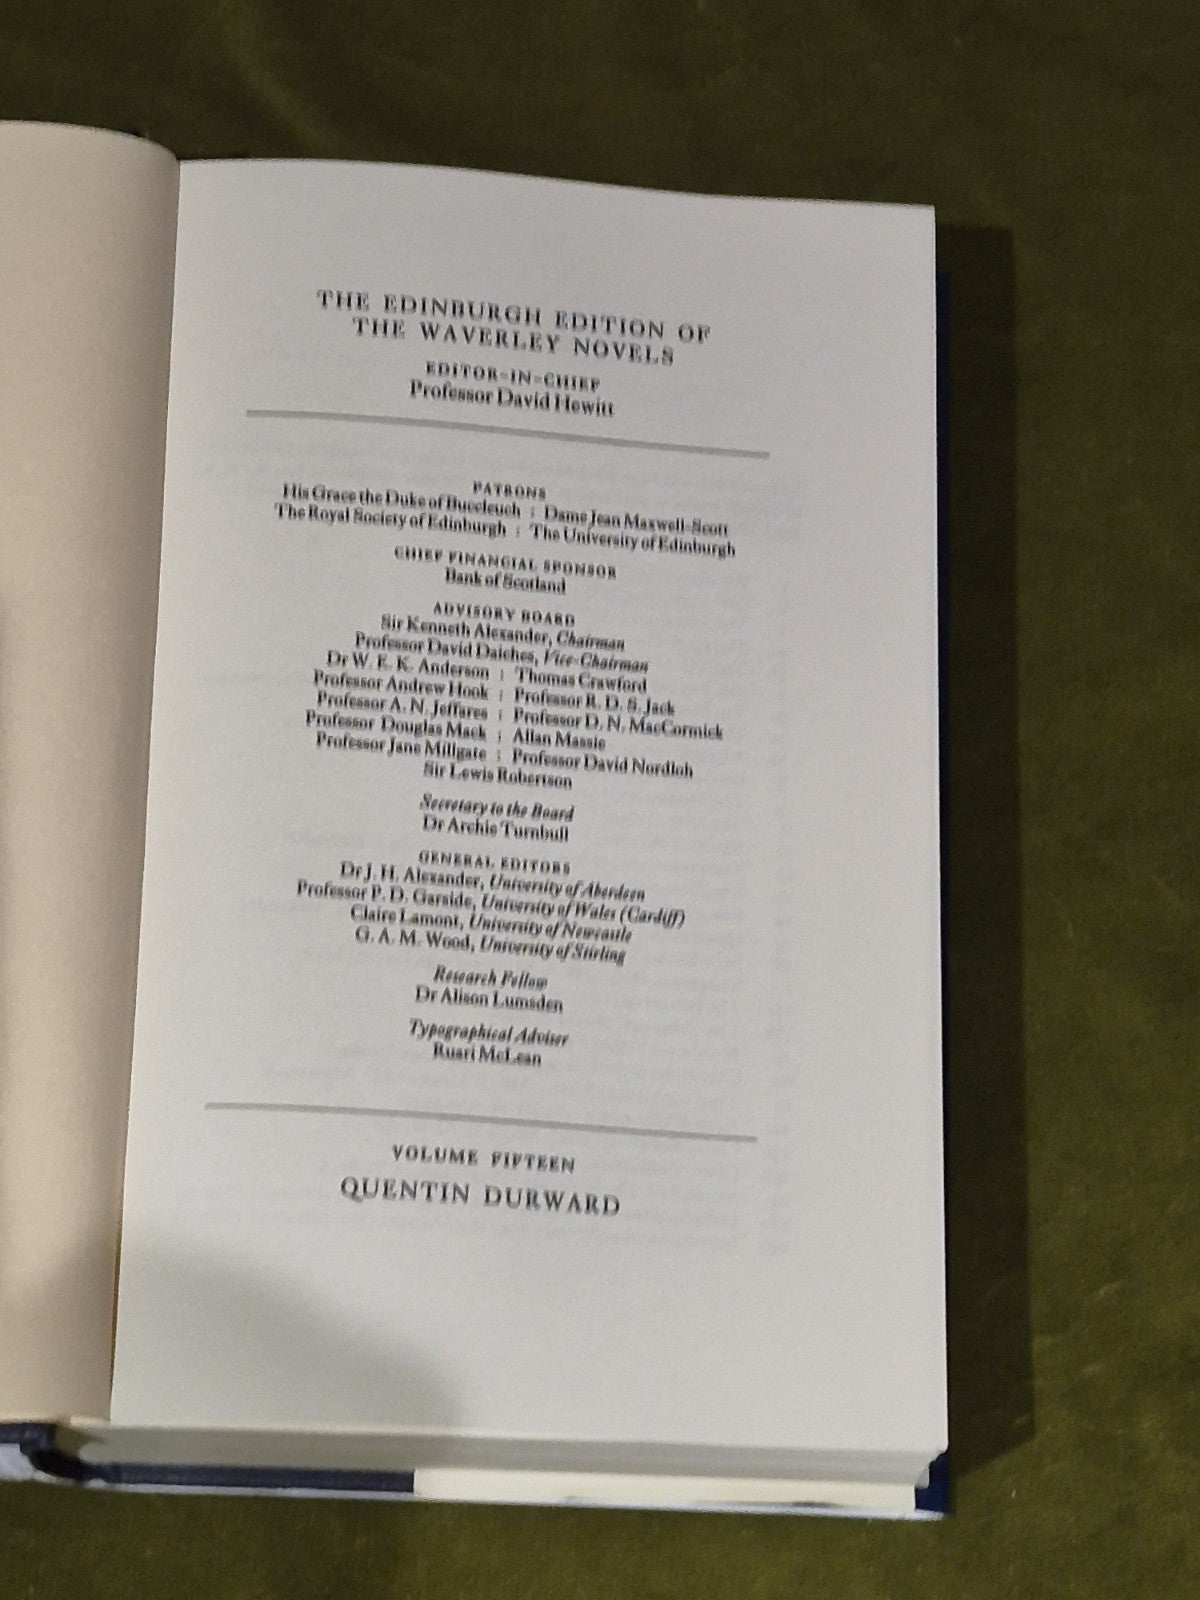 THE EDINBURGH EDITION OF
THE WAVERLEY NOVELS
EDITOR-IN-CHIEF
Professor David Hewitt
PATRONS
His Grace the Duke of Buccleuch : Dame Jean Maxwell-Scott
The Royal Society of Edinburgh : The University of Edinburgh
CHIEF FINANCIAL SPONSOR
Bank of Scotland
ADVISORY BOARD
Sir Kenneth Alexander, Chairman
Professor David Daiches, Vice-Chairman
Dr W. E. K. Anderson : Thomas Crawford
Professor Andrew Hook : Professor R. D. S. Jack
Professor A. N. Jeffares : Professor D. N. MacCormick
Professor Douglas Mack : Allan Massie
Professor Jane Millgate : Professor David Nordloh
Sir Lewis Robertson
Secretary to the Board
Dr Archie Turnbull
GENERAL EDITORS
Dr J. H. Alexander, University of Aberdeen
Professor P. D. Garside, University of Wales (Cardiff)
Claire Lamont, University of Newcastle
G. A. M. Wood, University of Stirling
Research Fellow
Dr Alison Lumsden
Typographical Adviser
Ruari McLean
VOLUME FIFTEEN
QUENTIN DURWARD